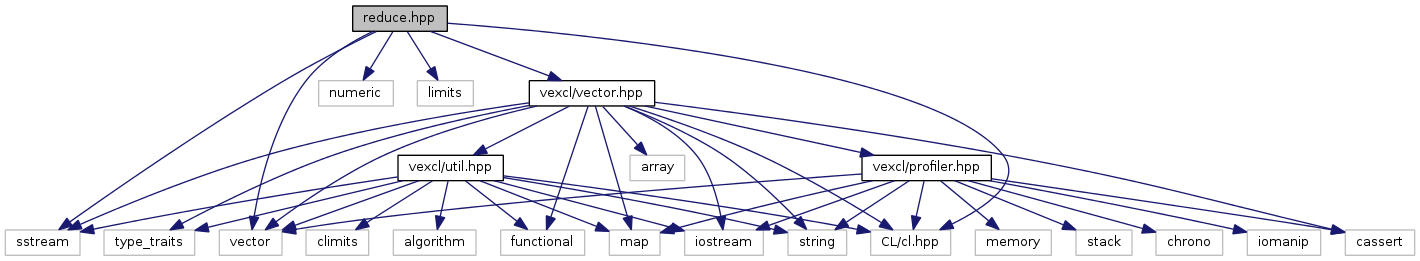 reduce.hpp
numeric
limits
vexcl/vector.hpp
vexcl/util.hpp
array
vexcl/profiler.hpp
sstream
type_traits
vector
climits
algorithm
functional
map
iostream
string
CL/cl.hpp
memory
stack
chrono
iomanip
cassert